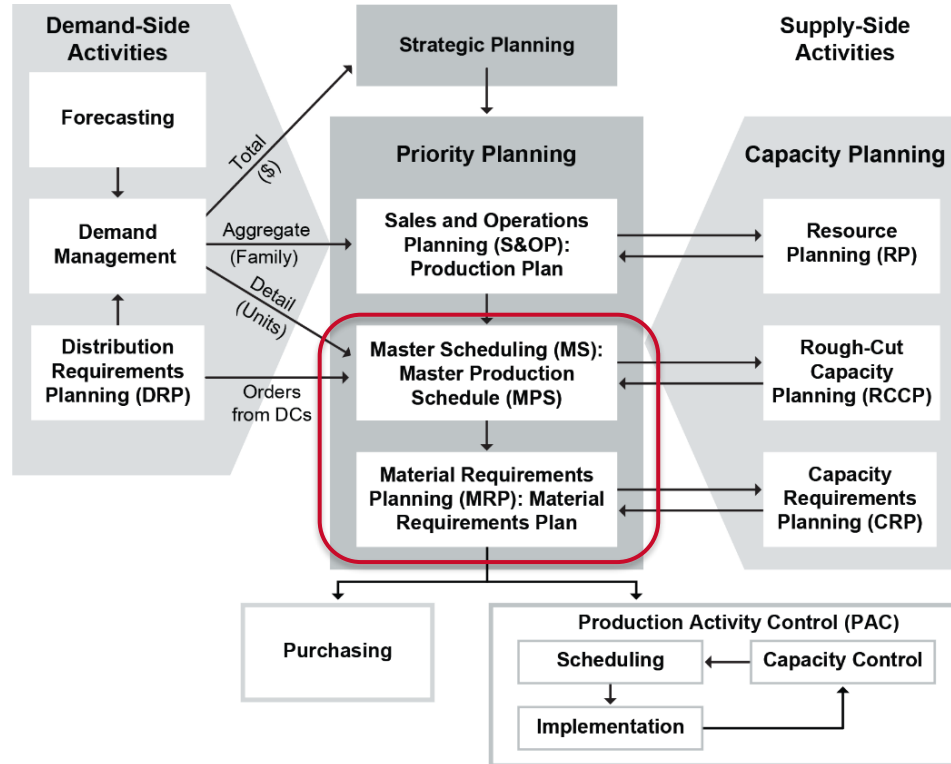 Demand-Side
Activities
Forecasting
Demand
Management
Distribution
Requirements
Planning (DRP)
Total
($)
Aggregate
(Family)
Detail
(Units)
Orders
from DCs
Strategic Planning
Priority Planning
Sales and Operations
Planning (S&OP):
Production Plan
Master Scheduling (MS):
Master Production
Schedule (MPS)
Material Requirements
Planning (MRP): Material
Requirements Plan
Supply-Side
Activities
Capacity Planning
Resource
Planning (RP)
Rough-Cut
Capacity
Planning (RCCP)
Capacity
Requirements
Planning (CRP)
Purchasing
Production Activity Control (PAC)
Scheduling
Capacity Control
Implementation